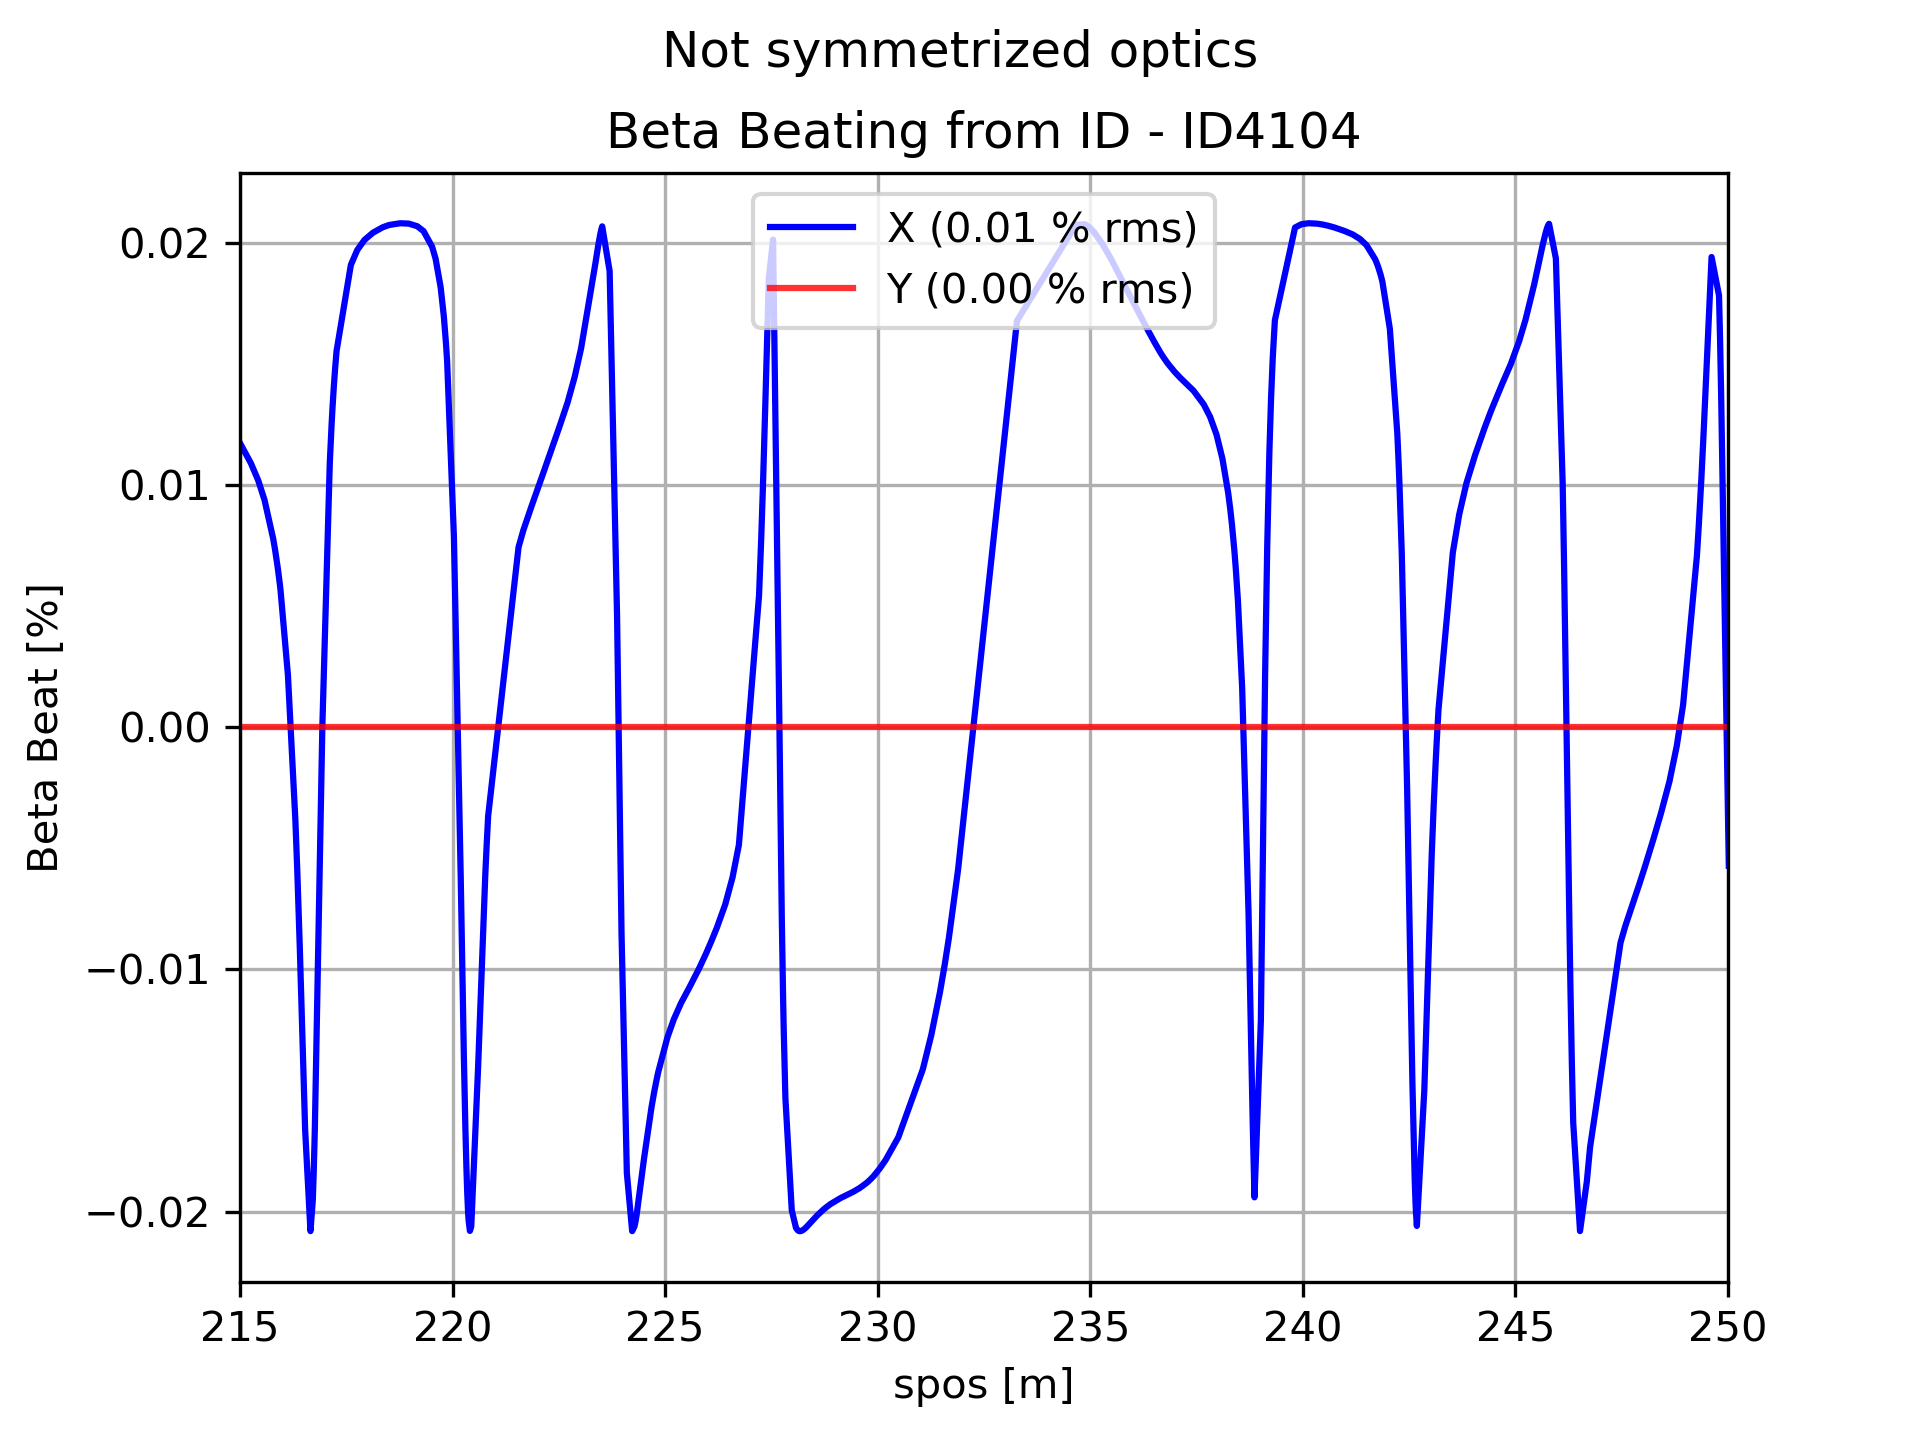 Not symmetrized optics
Beta Beating from ID - ID4104
X (0.01 % rms)
Y (0.00 % rms)
Beta Beat [%]
0.02
0.01
0.00
−0.01
−0.02
215 220 225 230 235 240 245 250
spos [m]